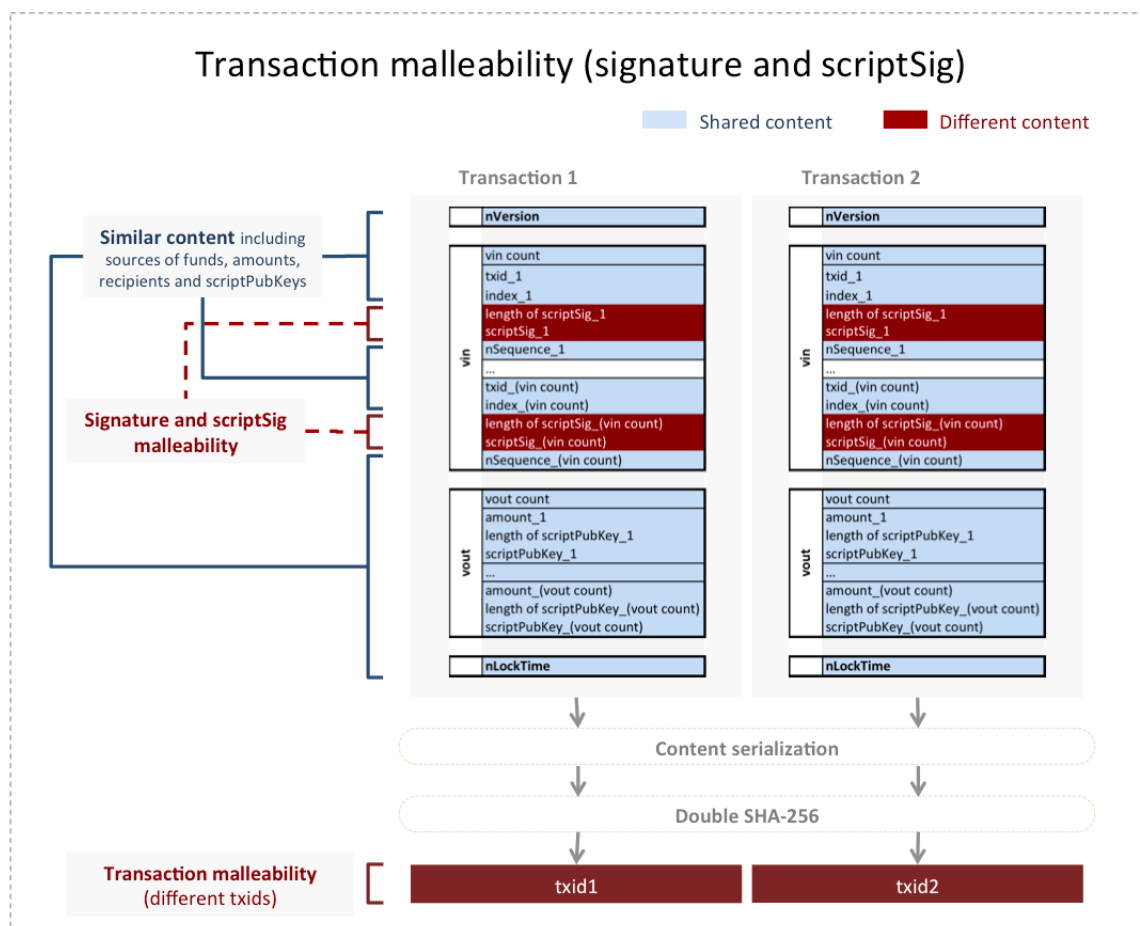 Transaction malleability (signature and scriptSig)
Shared content
Different content
Similar content including
sources of funds, amounts,
recipients and scriptPubKeys
Signature and scriptSig
malleability
Transaction 1
nVersion
vin
vin count
txid_1
index_1
length of scriptSig_1
scriptSig_1
nSequence_1
...
txid_(vin count)
index_(vin count)
length of scriptSig_(vin count)
scriptSig_(vin count)
nSequence_(vin count)
vout
vout count
amount_1
length of scriptPubKey_1
scriptPubKey_1
...
amount_(vout count)
length of scriptPubKey_(vout count)
scriptPubKey_(vout count)
nLockTime
Transaction 2
nVersion
vin
vin count
txid_1
index_1
length of scriptSig_1
scriptSig_1
nSequence_1
...
txid_(vin count)
index_(vin count)
length of scriptSig_(vin count)
scriptSig_(vin count)
nSequence_(vin count)
vout
vout count
amount_1
length of scriptPubKey_1
scriptPubKey_1
...
amount_(vout count)
length of scriptPubKey_(vout count)
scriptPubKey_(vout count)
nLockTime
Content serialization
Double SHA-256
Transaction malleability
(different txids)
txid1
txid2